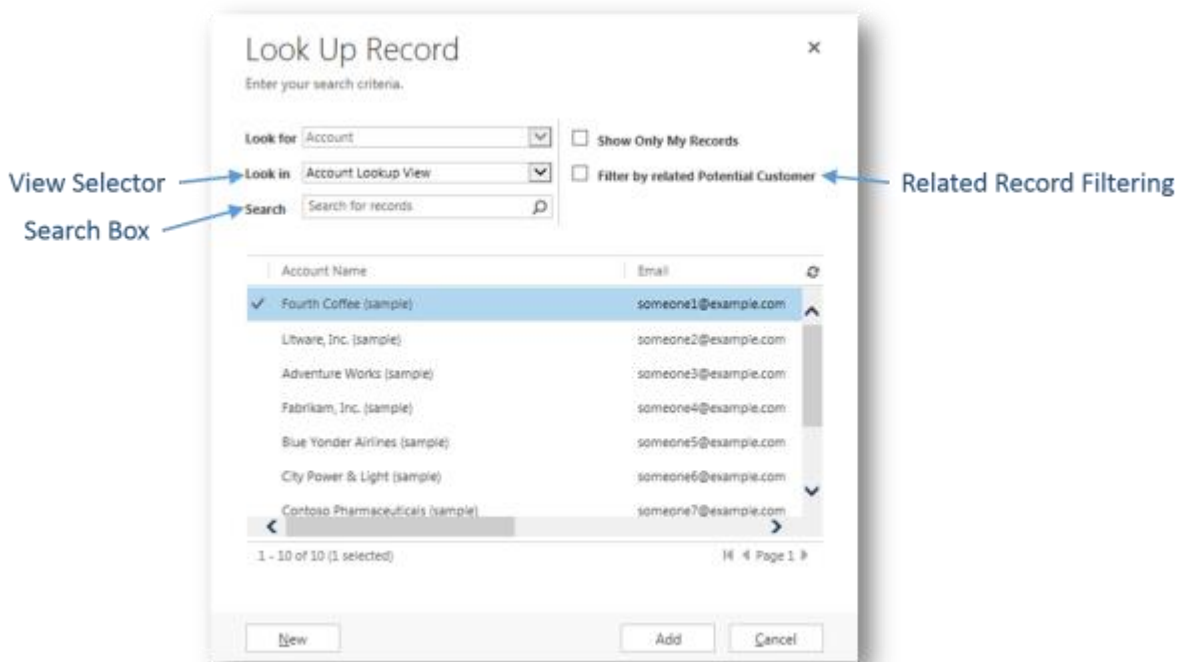 Look Up Record
Enter your search criteria.
Look for Account
Show Only My Records
View Selector
Look in Account Lookup View
Filter by related Potential Customer
Related Record Filtering
Search Box
Search Search for records
Account Name Email
Fourth Coffee (sample) someone1@example.com
Litware, Inc. (sample) someone2@example.com
Adventure Works (sample) someone3@example.com
Fabrikam, Inc. (sample) someone4@example.com
Blue Yonder Airlines (sample) someone5@example.com
City Power & Light (sample) someone6@example.com
Contoso Pharmaceuticals (sample) someone7@example.com
1 - 10 of 10 (1 selected) Page 1
New Add Cancel